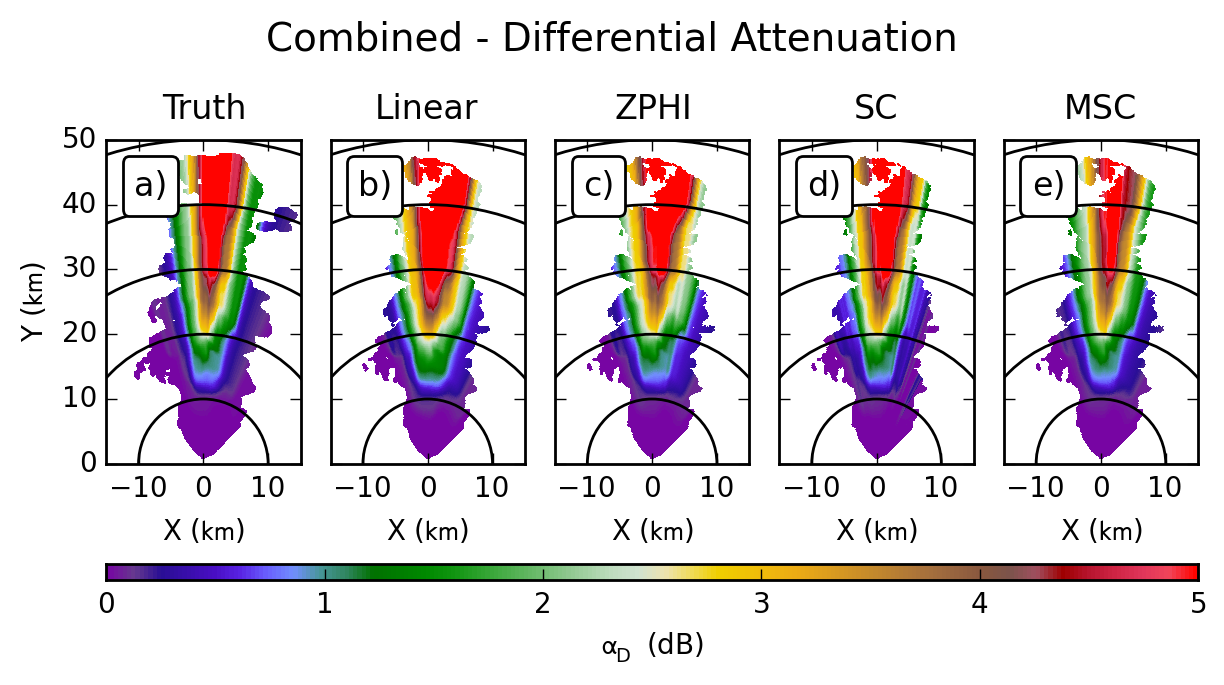 Combined - Differential Attenuation
Truth Linear ZPHI SC MSC
a) b) c) d) e)
50
40
30
20
10
0
Y (km)
−10 0 10 −10 0 10 −10 0 10 −10 0 10 −10 0 10
X (km) X (km) X (km) X (km) X (km)
0 1 2 3 4 5
α_D (dB)